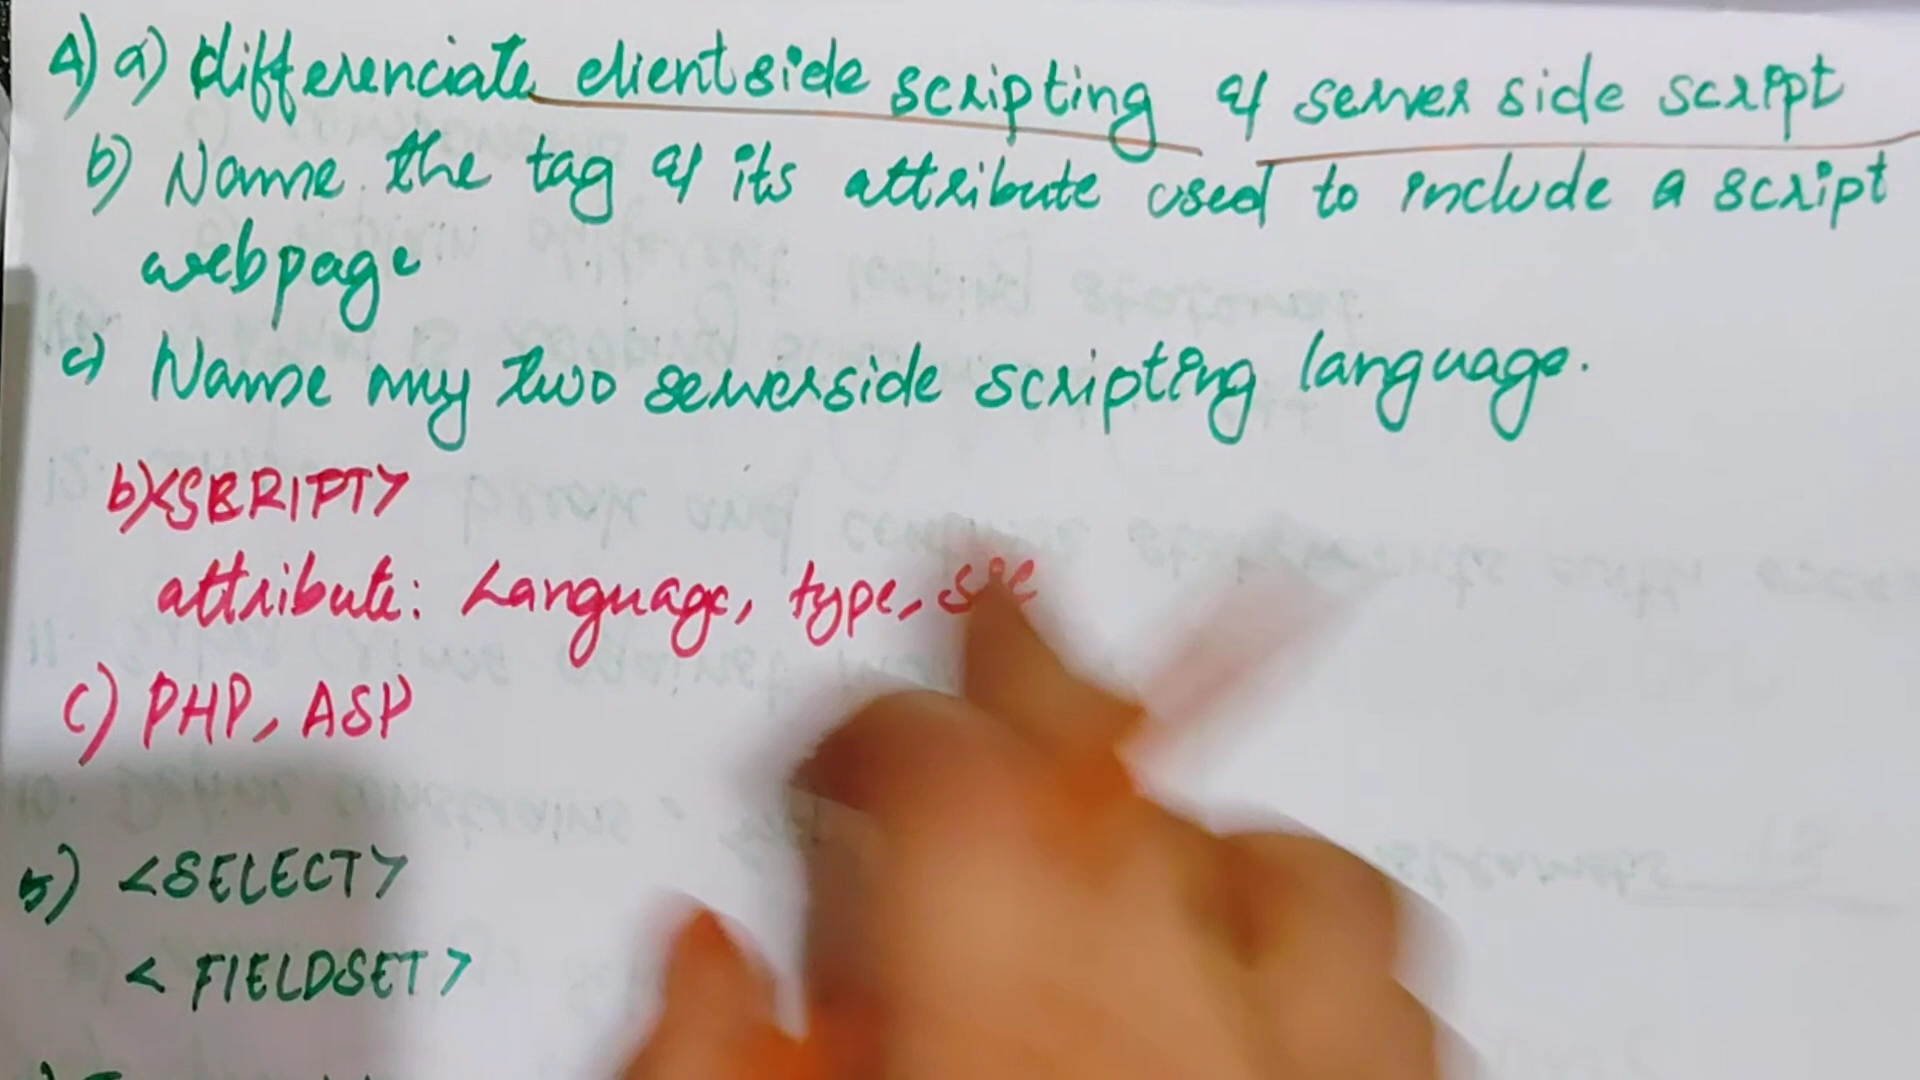 4) a) differenciate clientside scripting & server side script
b) Name the tag & its attribute used to include a script
webpage
c) Name any two serverside scripting language.
b) <SCRIPT>
attribute: Language, type, src
c) PHP, ASP
5) <SELECT>
< FIELDSET >